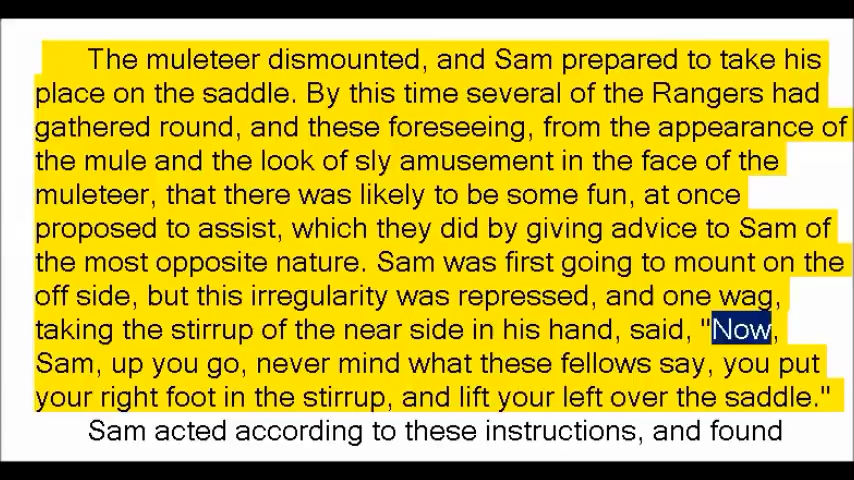 The muleteer dismounted, and Sam prepared to take his
place on the saddle. By this time several of the Rangers had
gathered round, and these foreseeing, from the appearance of
the mule and the look of sly amusement in the face of the
muleteer, that there was likely to be some fun, at once
proposed to assist, which they did by giving advice to Sam of
the most opposite nature. Sam was first going to mount on the
off side, but this irregularity was repressed, and one wag,
taking the stirrup of the near side in his hand, said, "Now,
Sam, up you go, never mind what these fellows say, you put
your right foot in the stirrup, and lift your left over the saddle."
Sam acted according to these instructions, and found